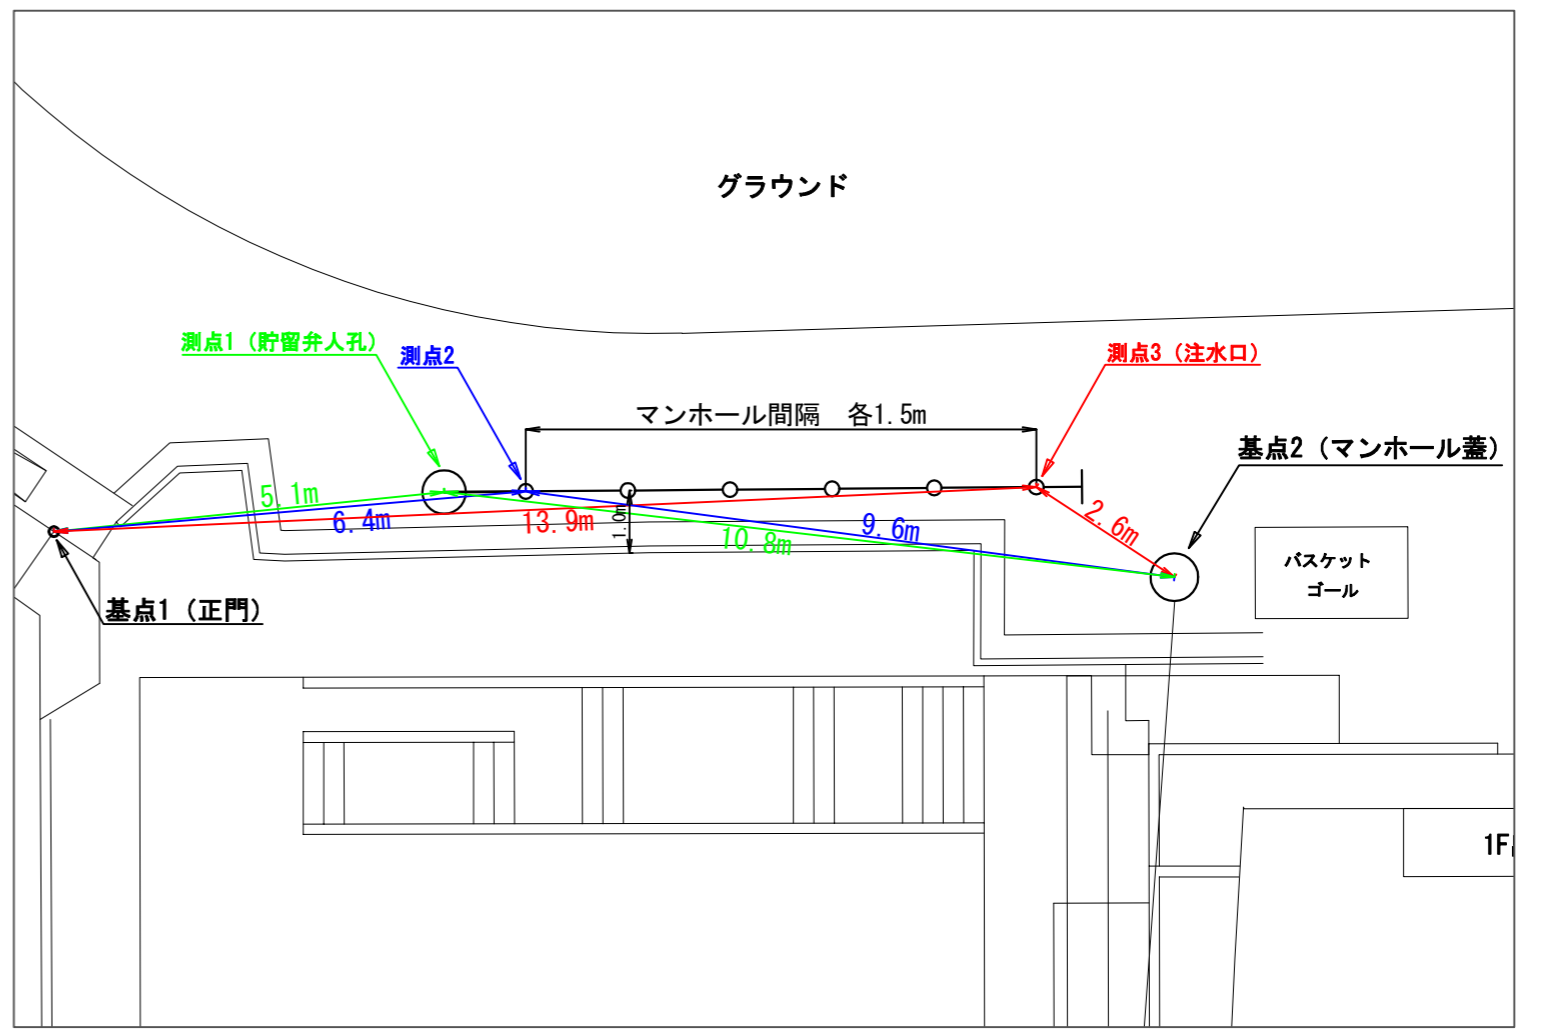 グラウンド
測点1（貯留弁人孔）
測点2
測点3（注水口）
マンホール間隔　各1.5m
基点2（マンホール蓋）
5.1m
6.4m
13.9m
1.0m
10.8m
9.6m
2.6m
バスケット
ゴール
基点1（正門）
1F